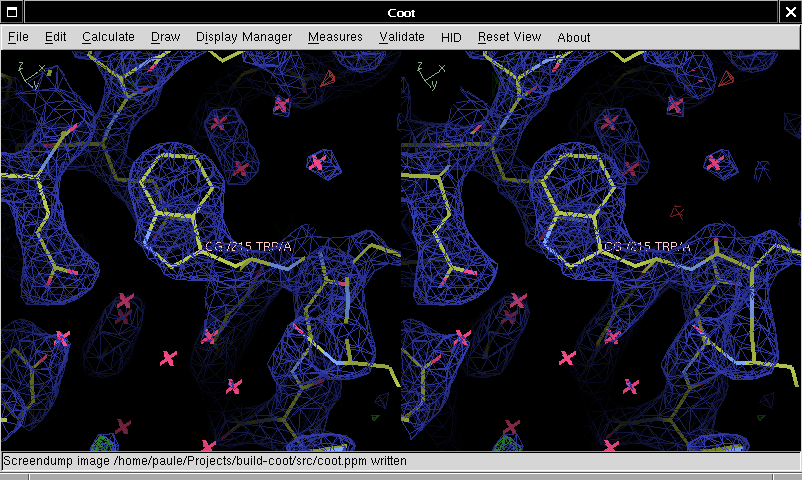 Coot
File Edit Calculate Draw Display Manager Measures Validate HID Reset View About
z x z x
y y
CG /215 TRP/A CG /215 TRP/A
Screendump image /home/paule/Projects/build-coot/src/coot.ppm written